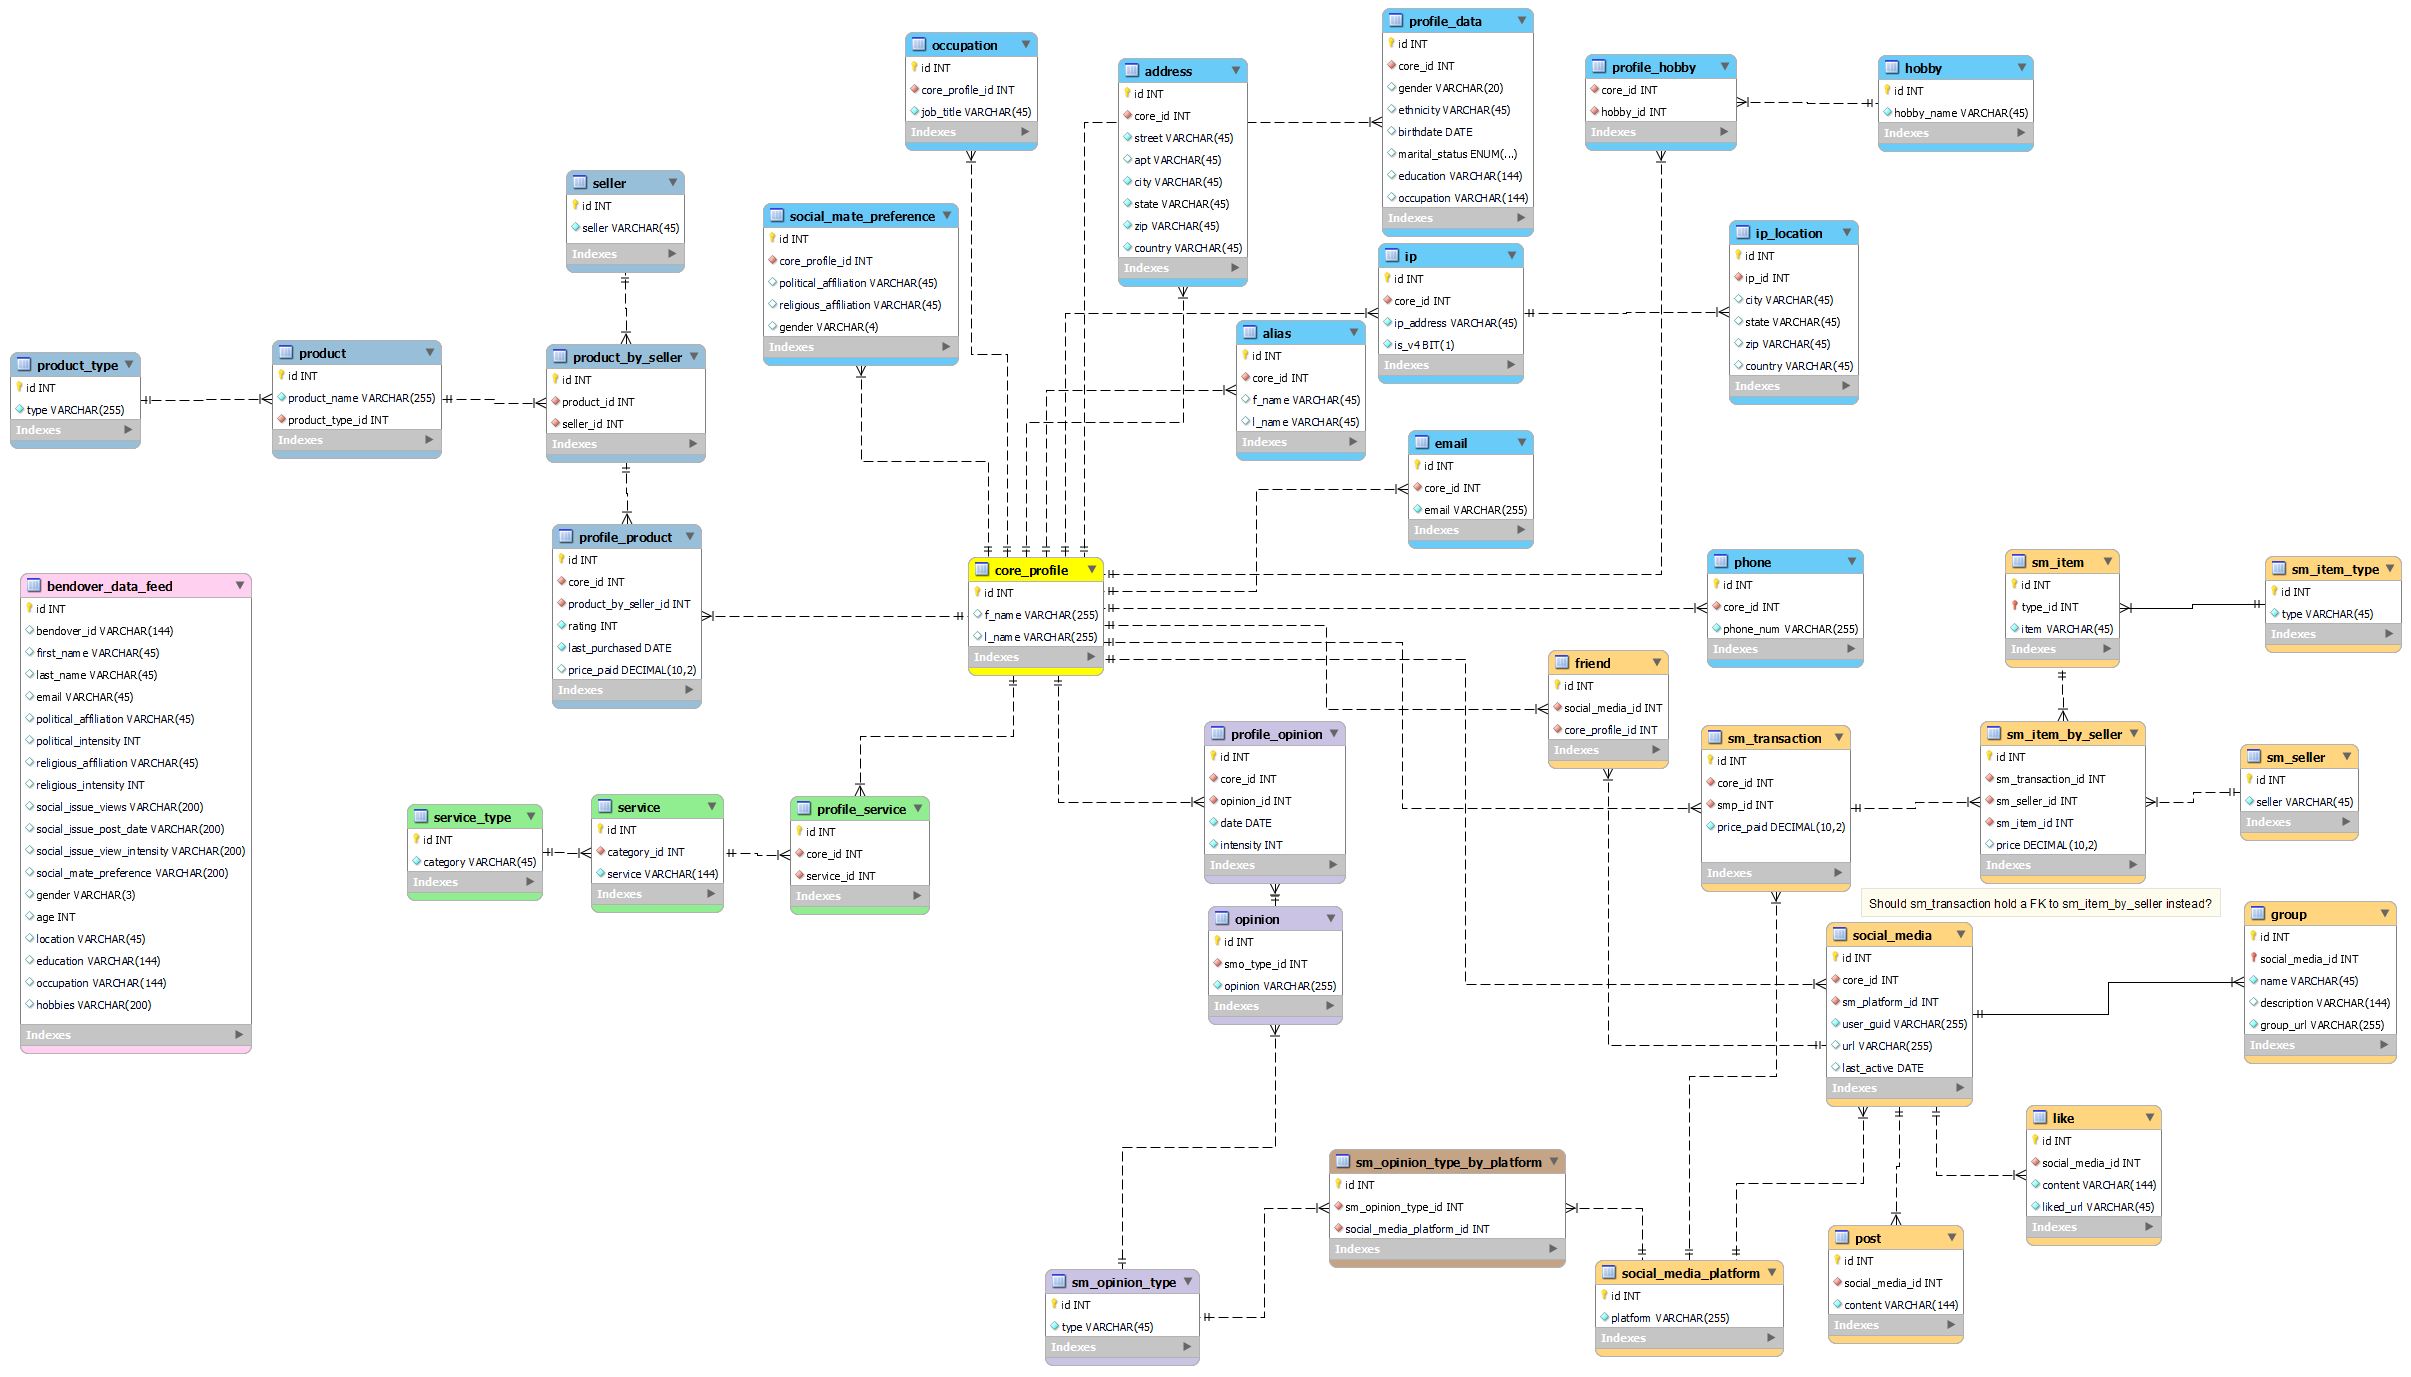 occupation
id INT
core_profile_id INT
job_title VARCHAR(45)
Indexes
address
id INT
core_id INT
street VARCHAR(45)
apt VARCHAR(45)
city VARCHAR(45)
state VARCHAR(45)
zip VARCHAR(45)
country VARCHAR(45)
Indexes
profile_data
id INT
core_id INT
gender VARCHAR(20)
ethnicity VARCHAR(45)
birthdate DATE
marital_status ENUM(...)
education VARCHAR(144)
occupation VARCHAR(144)
Indexes
profile_hobby
core_id INT
hobby_id INT
Indexes
hobby
id INT
hobby_name VARCHAR(45)
Indexes
seller
id INT
seller VARCHAR(45)
Indexes
social_mate_preference
id INT
core_profile_id INT
political_affiliation VARCHAR(45)
religious_affiliation VARCHAR(45)
gender VARCHAR(4)
Indexes
ip
id INT
core_id INT
ip_address VARCHAR(45)
is_v4 BIT(1)
Indexes
ip_location
id INT
ip_id INT
city VARCHAR(45)
state VARCHAR(45)
zip VARCHAR(45)
country VARCHAR(45)
Indexes
product_type
id INT
type VARCHAR(255)
Indexes
product
id INT
product_name VARCHAR(255)
product_type_id INT
Indexes
product_by_seller
id INT
product_id INT
seller_id INT
Indexes
alias
id INT
core_id INT
f_name VARCHAR(45)
l_name VARCHAR(45)
Indexes
email
id INT
core_id INT
email VARCHAR(255)
Indexes
bendover_data_feed
id INT
bendover_id VARCHAR(144)
first_name VARCHAR(45)
last_name VARCHAR(45)
email VARCHAR(45)
political_affiliation VARCHAR(45)
political_intensity INT
religious_affiliation VARCHAR(45)
religious_intensity INT
social_issue_views VARCHAR(200)
social_issue_post_date VARCHAR(200)
social_issue_view_intensity VARCHAR(200)
social_mate_preference VARCHAR(200)
gender VARCHAR(3)
age INT
location VARCHAR(45)
education VARCHAR(144)
occupation VARCHAR(144)
hobbies VARCHAR(200)
Indexes
profile_product
id INT
core_id INT
product_by_seller_id INT
rating INT
last_purchased DATE
price_paid DECIMAL(10,2)
Indexes
core_profile
id INT
f_name VARCHAR(255)
l_name VARCHAR(255)
Indexes
phone
id INT
core_id INT
phone_num VARCHAR(255)
Indexes
sm_item
id INT
type_id INT
item VARCHAR(45)
Indexes
sm_item_type
id INT
type VARCHAR(45)
Indexes
friend
id INT
social_media_id INT
core_profile_id INT
Indexes
profile_opinion
id INT
core_id INT
opinion_id INT
date DATE
intensity INT
Indexes
sm_transaction
id INT
core_id INT
smp_id INT
price_paid DECIMAL(10,2)
Indexes
sm_item_by_seller
id INT
sm_transaction_id INT
sm_seller_id INT
sm_item_id INT
price DECIMAL(10,2)
Indexes
sm_seller
id INT
seller VARCHAR(45)
Indexes
service_type
id INT
category VARCHAR(45)
Indexes
service
id INT
category_id INT
service VARCHAR(144)
Indexes
profile_service
id INT
core_id INT
service_id INT
Indexes
Should sm_transaction hold a FK to sm_item_by_seller instead?
opinion
id INT
smo_type_id INT
opinion VARCHAR(255)
Indexes
social_media
id INT
core_id INT
sm_platform_id INT
user_guid VARCHAR(255)
url VARCHAR(255)
last_active DATE
Indexes
group
id INT
social_media_id INT
name VARCHAR(45)
description VARCHAR(144)
group_url VARCHAR(255)
Indexes
like
id INT
social_media_id INT
content VARCHAR(144)
liked_url VARCHAR(45)
Indexes
sm_opinion_type_by_platform
id INT
sm_opinion_type_id INT
social_media_platform_id INT
Indexes
post
id INT
social_media_id INT
content VARCHAR(144)
Indexes
sm_opinion_type
id INT
type VARCHAR(45)
Indexes
social_media_platform
id INT
platform VARCHAR(255)
Indexes